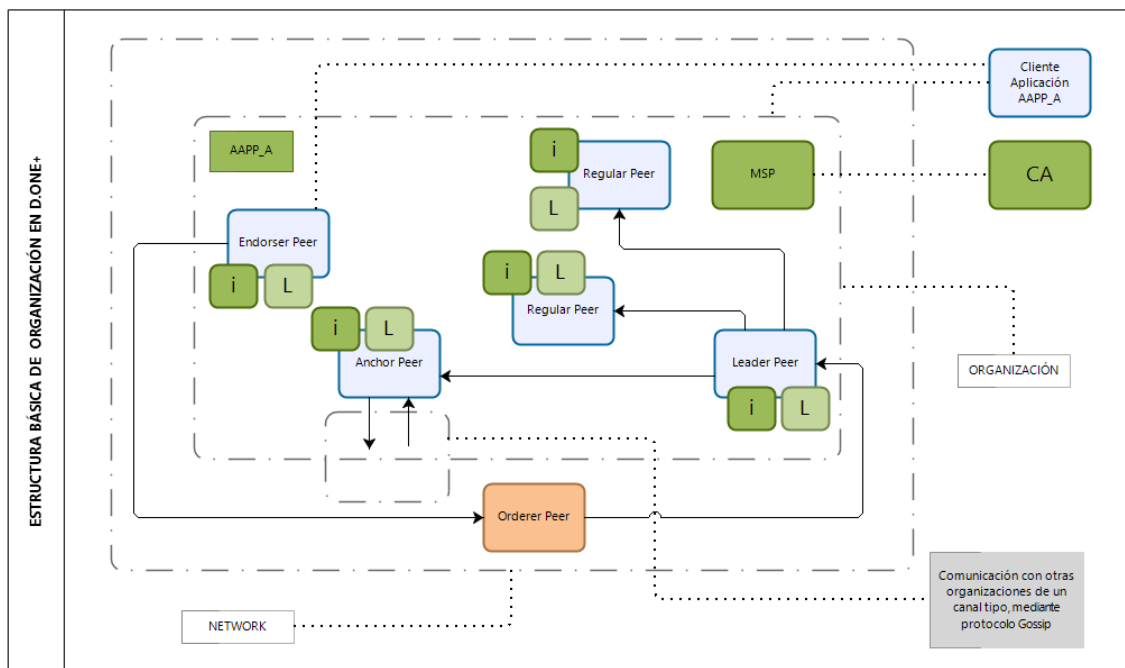 ESTRUCTURA BÁSICA DE ORGANIZACIÓN EN D.ONE+
Cliente
Aplicación
AAPP_A
AAPP_A
i
Regular Peer
L
MSP
CA
Endorser Peer
i
L
i
L
Regular Peer
i
L
Anchor Peer
Leader Peer
i
L
ORGANIZACIÓN
Orderer Peer
NETWORK
Comunicación con otras
organizaciones de un
canal tipo, mediante
protocolo Gossip